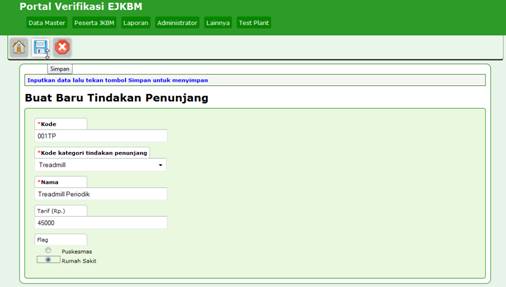 Portal Verifikasi EJKBM
Data Master Peserta JKBM Laporan Administrator Lainnya Test Plant
Simpan
Inputkan data lalu tekan tombol Simpan untuk menyimpan
Buat Baru Tindakan Penunjang
*Kode
001TP
*Kode kategori tindakan penunjang
Treadmill
*Nama
Treadmill Periodik
Tarif (Rp.)
45000
Flag
Puskesmas
Rumah Sakit